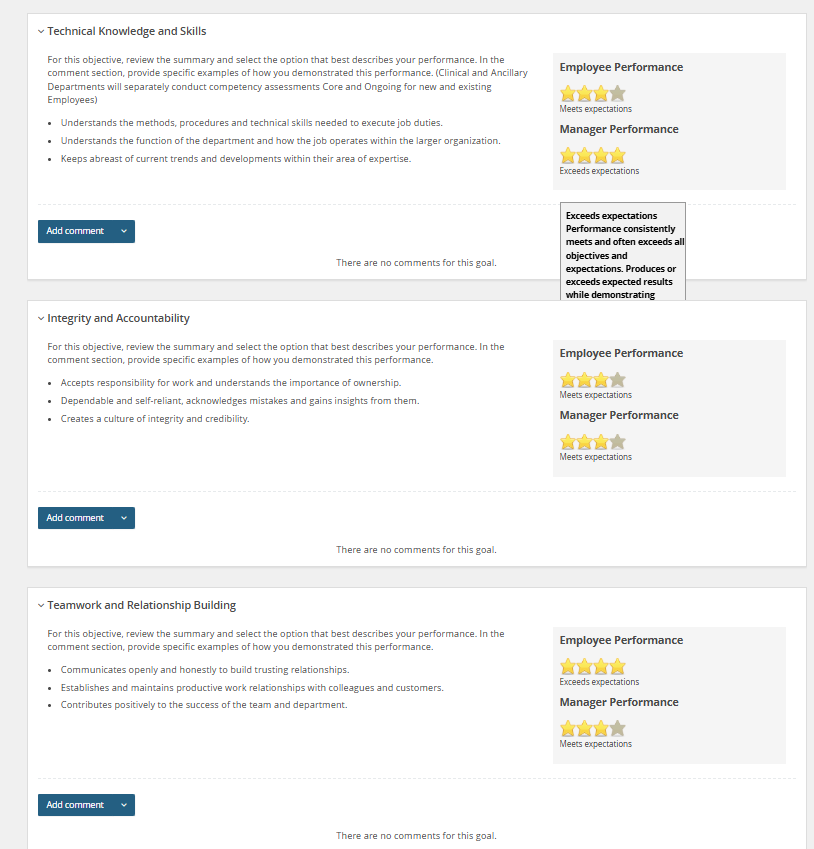 Technical Knowledge and Skills
For this objective, review the summary and select the option that best describes your performance. In the
comment section, provide specific examples of how you demonstrated this performance. (Clinical and Ancillary
Departments will separately conduct competency assessments Core and Ongoing for new and existing
Employees)
• Understands the methods, procedures and technical skills needed to execute job duties.
• Understands the function of the department and how the job operates within the larger organization.
• Keeps abreast of current trends and developments within their area of expertise.
Employee Performance
Meets expectations
Manager Performance
Exceeds expectations
Add comment
There are no comments for this goal.
Exceeds expectations
Performance consistently
meets and often exceeds all
objectives and
expectations. Produces or
exceeds expected results
while demonstrating
Integrity and Accountability
For this objective, review the summary and select the option that best describes your performance. In the
comment section, provide specific examples of how you demonstrated this performance.
• Accepts responsibility for work and understands the importance of ownership.
• Dependable and self-reliant, acknowledges mistakes and gains insights from them.
• Creates a culture of integrity and credibility.
Employee Performance
Meets expectations
Manager Performance
Meets expectations
Add comment
There are no comments for this goal.
Teamwork and Relationship Building
For this objective, review the summary and select the option that best describes your performance. In the
comment section, provide specific examples of how you demonstrated this performance.
• Communicates openly and honestly to build trusting relationships.
• Establishes and maintains productive work relationships with colleagues and customers.
• Contributes positively to the success of the team and department.
Employee Performance
Exceeds expectations
Manager Performance
Meets expectations
Add comment
There are no comments for this goal.